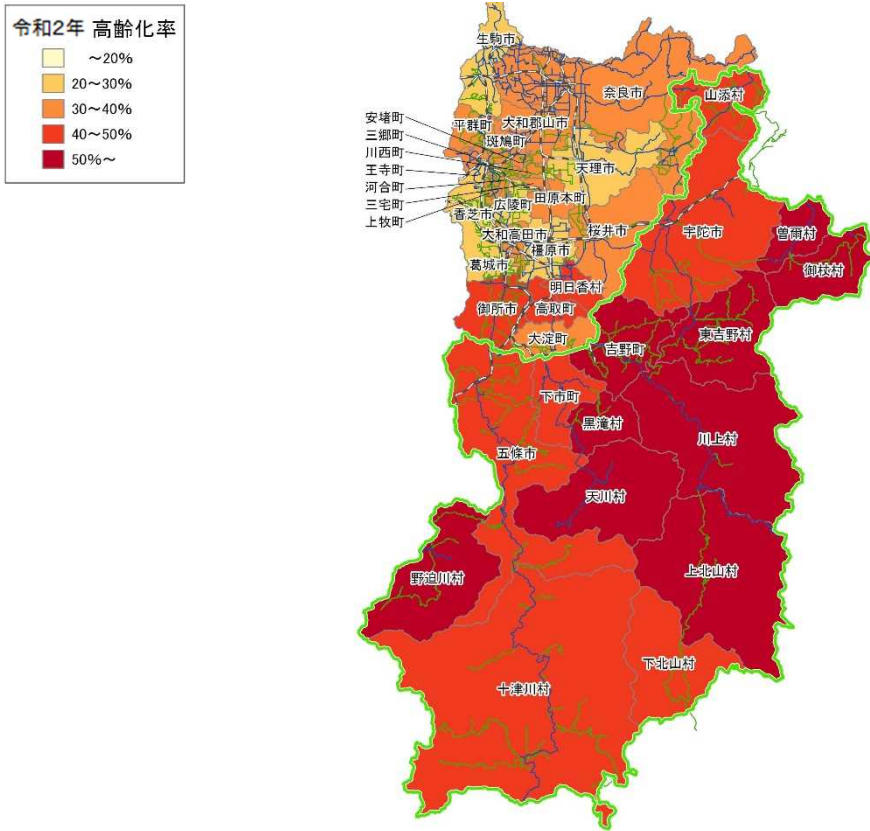 令和2年 高齢化率
～20%
20～30%
30～40%
40～50%
50%～
生駒市
奈良市
山添村
安堵町
三郷町
川西町
王寺町
河合町
三宅町
上牧町
平群町
大和郡山市
斑鳩町
天理市
田原本町
広陵町
香芝市
大和高田市
桜井市
橿原市
葛城市
宇陀市
曽爾村
御杖村
明日香村
御所市
高取町
大淀町
吉野町
東吉野村
下市町
黒滝村
川上村
五條市
天川村
野迫川村
上北山村
下北山村
十津川村